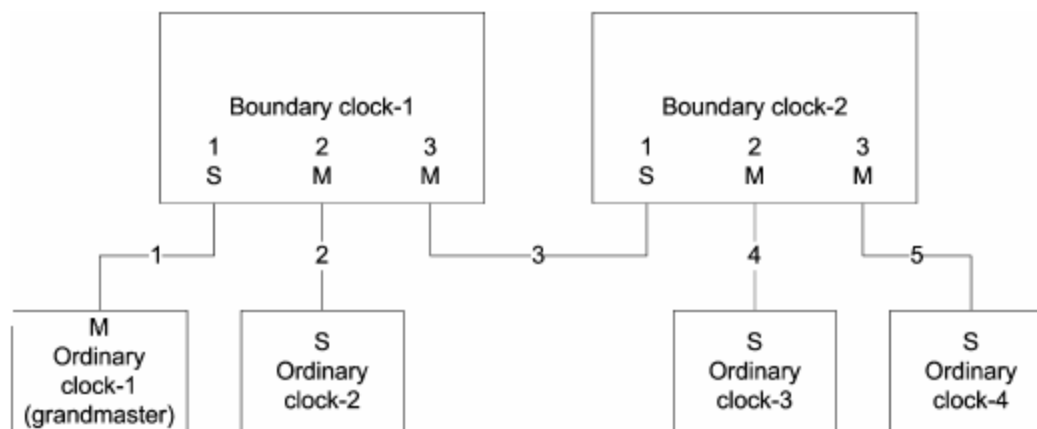 Boundary clock-1
1 2 3
S M M
Boundary clock-2
1 2 3
S M M
1 2 3 4 5
M
Ordinary
clock-1
(grandmaster)
S
Ordinary
clock-2
S
Ordinary
clock-3
S
Ordinary
clock-4